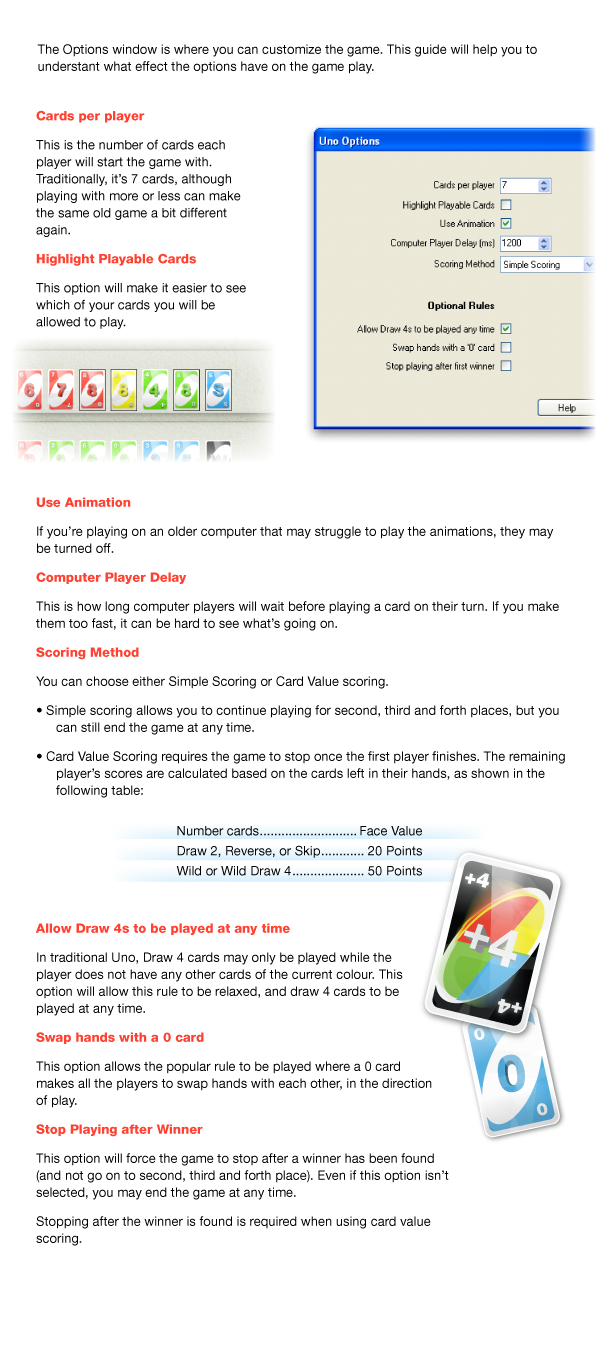 The Options window is where you can customize the game. This guide will help you to
understant what effect the options have on the game play.
Cards per player
This is the number of cards each
player will start the game with.
Traditionally, it’s 7 cards, although
playing with more or less can make
the same old game a bit different
again.
Highlight Playable Cards
This option will make it easier to see
which of your cards you will be
allowed to play.
Uno Options
Cards per player 7
Highlight Playable Cards
Use Animation
Computer Player Delay (ms) 1200
Scoring Method Simple Scoring
Optional Rules
Allow Draw 4s to be played any time
Swap hands with a '0' card
Stop playing after first winner
Help
Use Animation
If you’re playing on an older computer that may struggle to play the animations, they may
be turned off.
Computer Player Delay
This is how long computer players will wait before playing a card on their turn. If you make
them too fast, it can be hard to see what’s going on.
Scoring Method
You can choose either Simple Scoring or Card Value scoring.
• Simple scoring allows you to continue playing for second, third and forth places, but you
can still end the game at any time.
• Card Value Scoring requires the game to stop once the first player finishes. The remaining
player’s scores are calculated based on the cards left in their hands, as shown in the
following table:
Number cards........................... Face Value
Draw 2, Reverse, or Skip............ 20 Points
Wild or Wild Draw 4.................... 50 Points
Allow Draw 4s to be played at any time
In traditional Uno, Draw 4 cards may only be played while the
player does not have any other cards of the current colour. This
option will allow this rule to be relaxed, and draw 4 cards to be
played at any time.
+4
+4
+4
Swap hands with a 0 card
This option allows the popular rule to be played where a 0 card
makes all the players to swap hands with each other, in the direction
of play.
0
0
0
Stop Playing after Winner
This option will force the game to stop after a winner has been found
(and not go on to second, third and forth place). Even if this option isn’t
selected, you may end the game at any time.
Stopping after the winner is found is required when using card value
scoring.